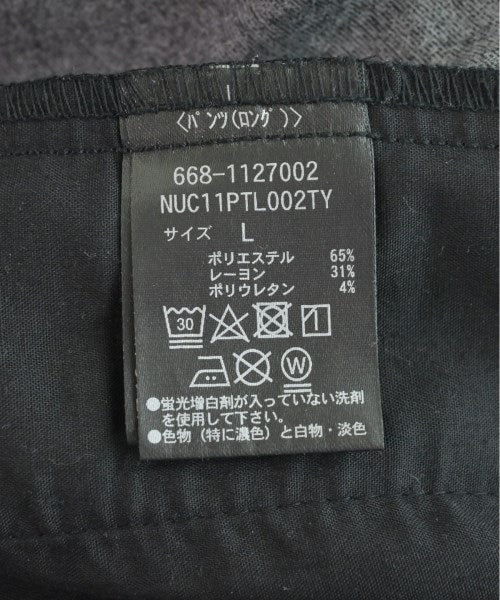 〈パンツ(ロング)〉
668-1127002
NUC11PTL002TY
サイズ L
ポリエステル 65%
レーヨン 31%
ポリウレタン 4%
30
W
●蛍光増白剤が入っていない洗剤
を使用して下さい。
●色物(特に濃色)と白物・淡色